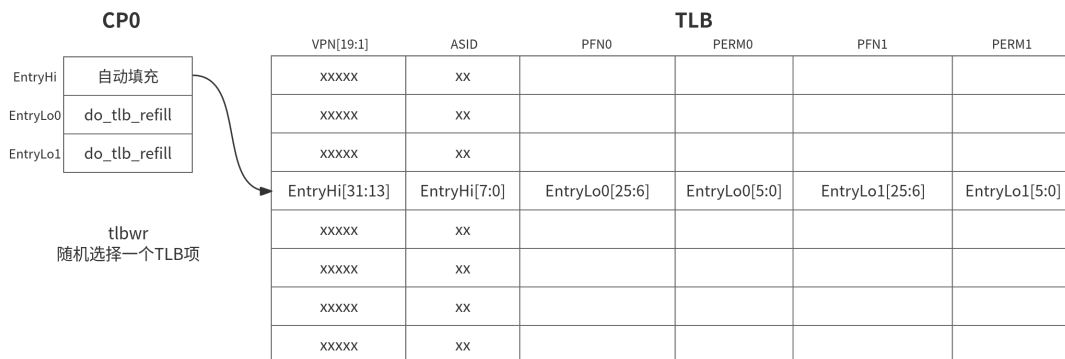 CP0
TLB
VPN[19:1] ASID PFN0 PERM0 PFN1 PERM1
EntryHi 自动填充 xxxxx xx
EntryLo0 do_tlb_refill xxxxx xx
EntryLo1 do_tlb_refill xxxxx xx
EntryHi[31:13] EntryHi[7:0] EntryLo0[25:6] EntryLo0[5:0] EntryLo1[25:6] EntryLo1[5:0]
tlbwr
随机选择一个TLB项
xxxxx xx
xxxxx xx
xxxxx xx
xxxxx xx